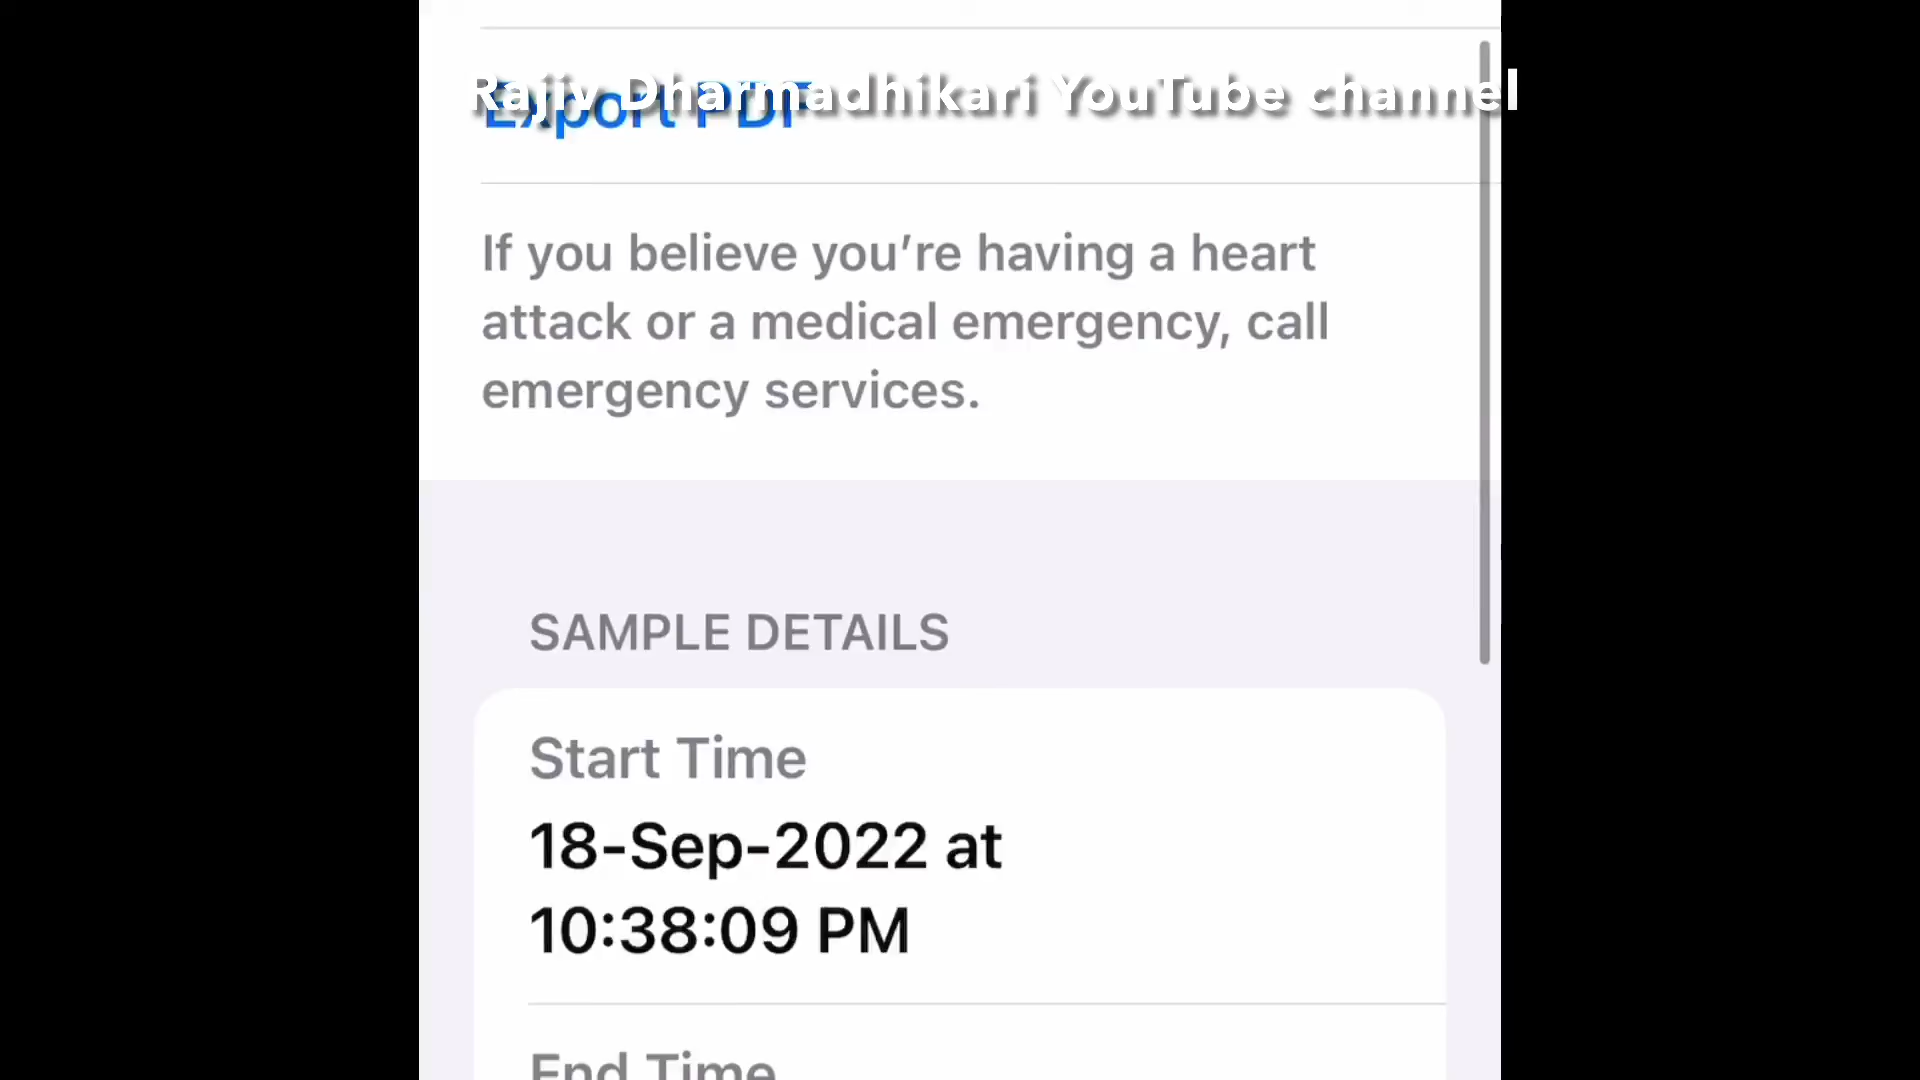 Rajiv Dharmadhikari YouTube channel
Export PDF
If you believe you’re having a heart
attack or a medical emergency, call
emergency services.
SAMPLE DETAILS
Start Time
18-Sep-2022 at
10:38:09 PM
End Time